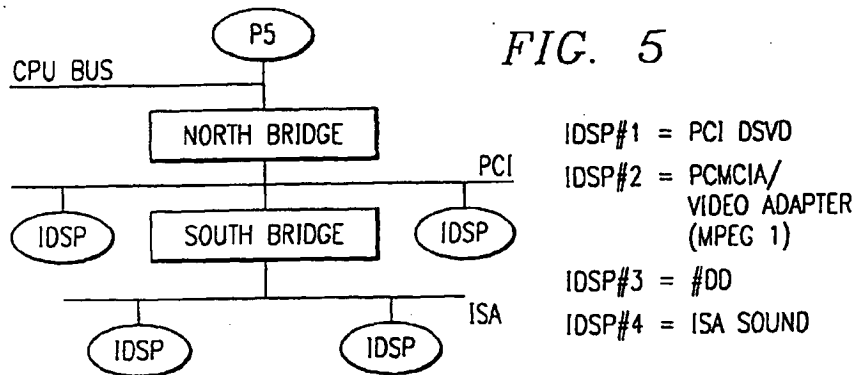 P5
FIG. 5
CPU BUS
NORTH BRIDGE
PCI
IDSP
SOUTH BRIDGE
IDSP
ISA
IDSP
IDSP
IDSP#1 = PCI DSVD
IDSP#2 = PCMCIA/
VIDEO ADAPTER
(MPEG 1)
IDSP#3 = #DD
IDSP#4 = ISA SOUND